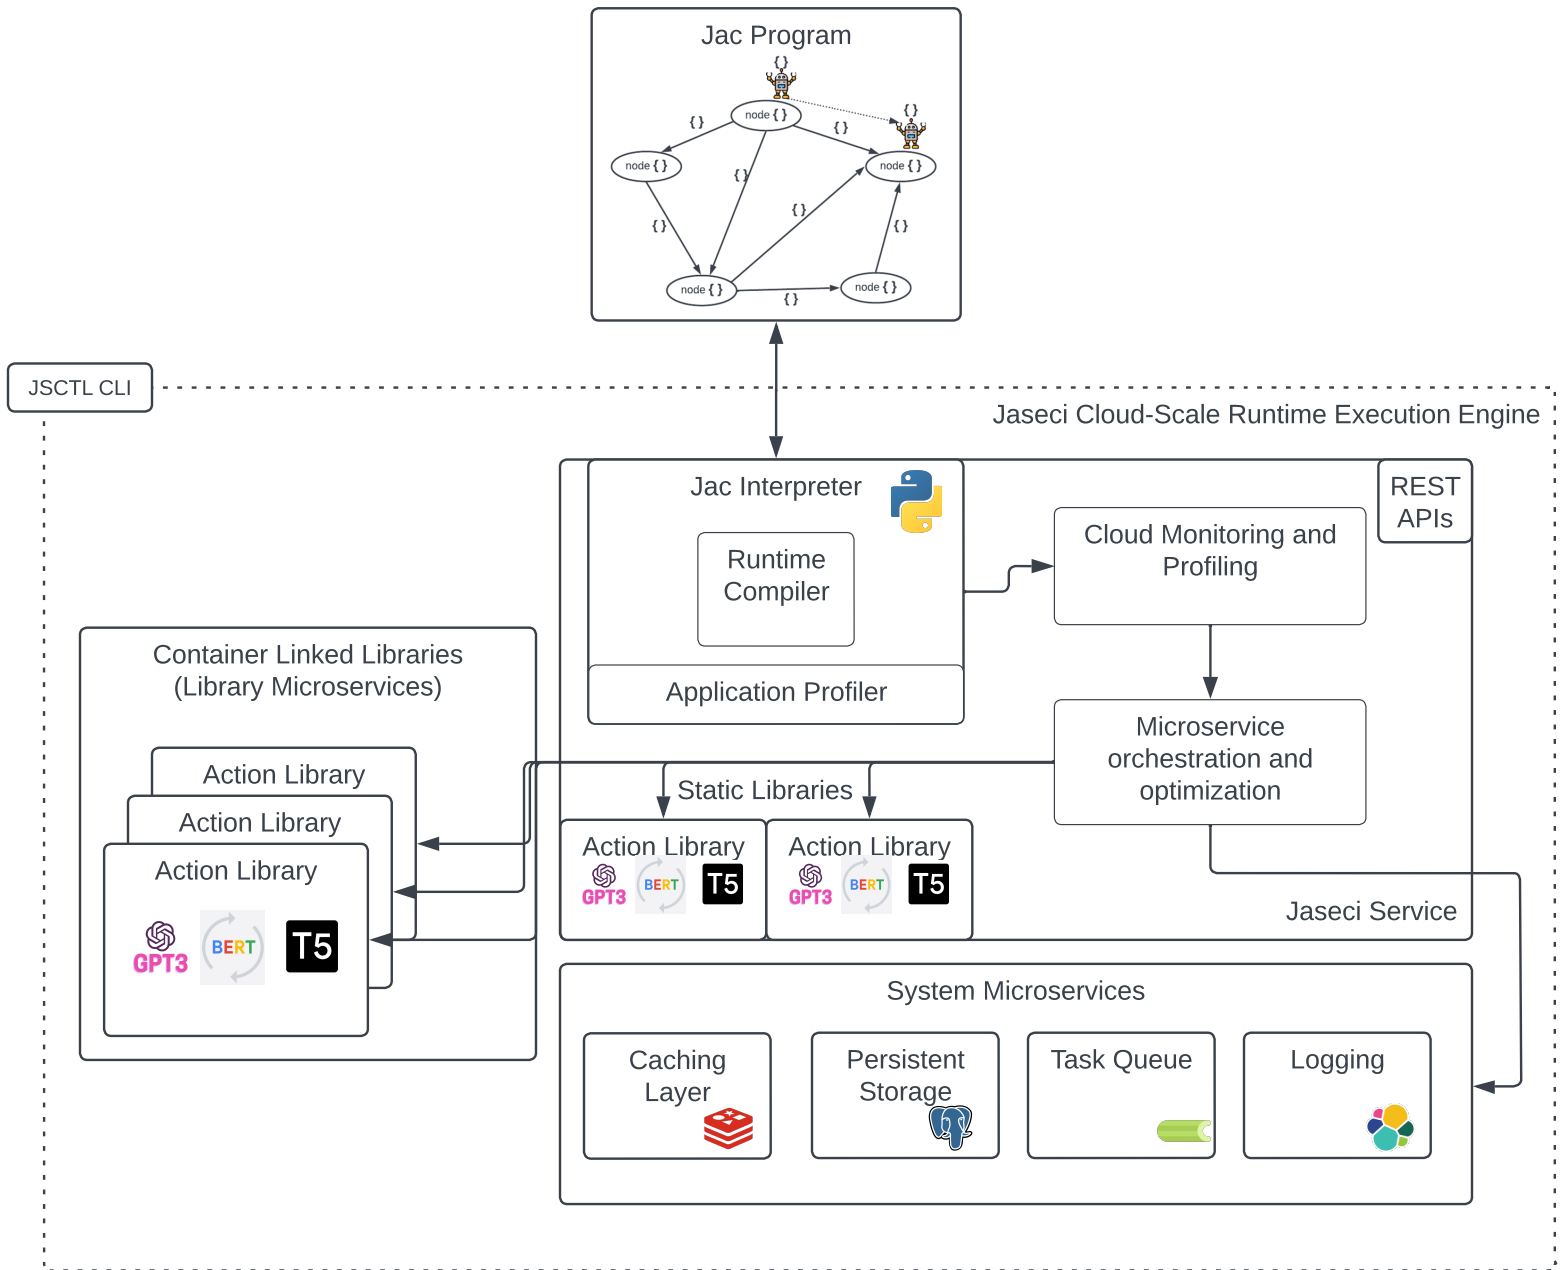 Jac Program
{ }
{ }
node { }
{ }
{ }
node { }
node { }
{ }
{ }
{ }
{ }
node { }
node { }
{ }
JSCTL CLI
Jaseci Cloud-Scale Runtime Execution Engine
Jac Interpreter
REST
APIs
Runtime
Compiler
Cloud Monitoring and
Profiling
Application Profiler
Container Linked Libraries
(Library Microservices)
Microservice
orchestration and
optimization
Action Library
Action Library
Action Library
GPT3
BERT
T5
Static Libraries
Action Library
GPT3
BERT
T5
Action Library
GPT3
BERT
T5
Jaseci Service
System Microservices
Caching
Layer
Persistent
Storage
Task Queue
Logging